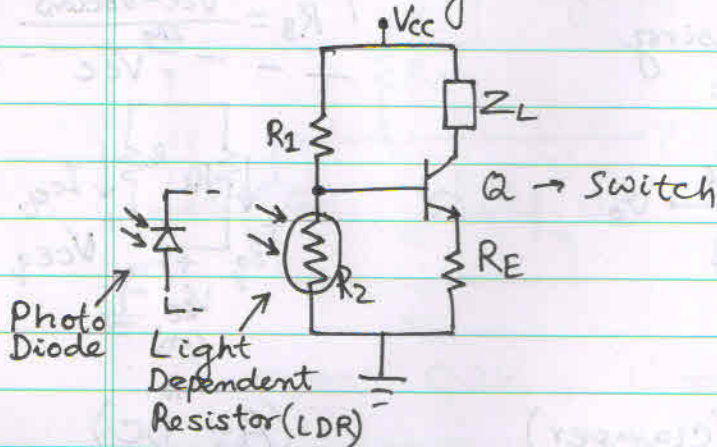 Vcc
ZL
R1
Q → Switch
R2
RE
Photo
Diode
Light
Dependent
Resistor (LDR)